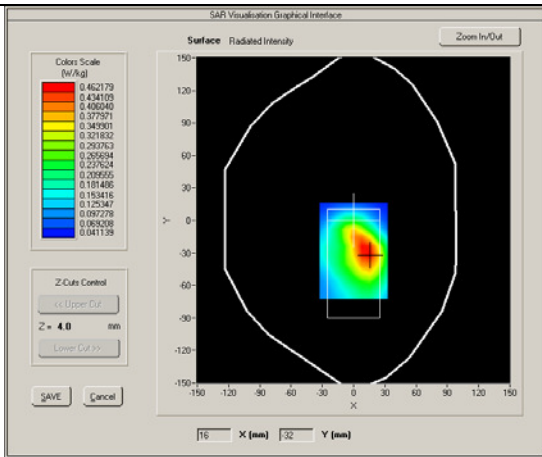 SAR Visualisation Graphical Interface
Surface Radiated Intensity
Zoom In/Out
Colors Scale
(W/kg)
0.462179
0.434109
0.406040
0.377971
0.349901
0.321832
0.293763
0.265694
0.237624
0.209555
0.181486
0.153416
0.125347
0.097278
0.069208
0.041139
Z-Cuts Control
<< Upper Cut
Z = 4.0 mm
Lower Cut >>
SAVE
Cancel
150-
120-
90-
60-
30-
Y
0-
-30-
-60-
-90-
-120-
-150-
-150 -120 -90 -60 -30 0 30 60 90 120 150
X
16 X (mm) -32 Y (mm)